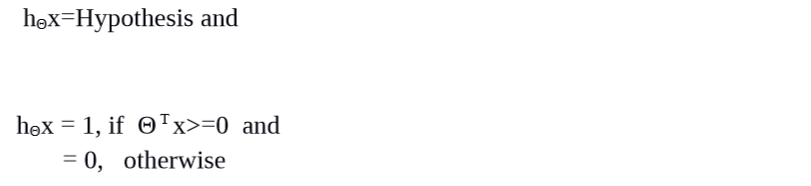 hΘx=Hypothesis and
hΘx = 1, if Θᵀx>=0 and
= 0, otherwise